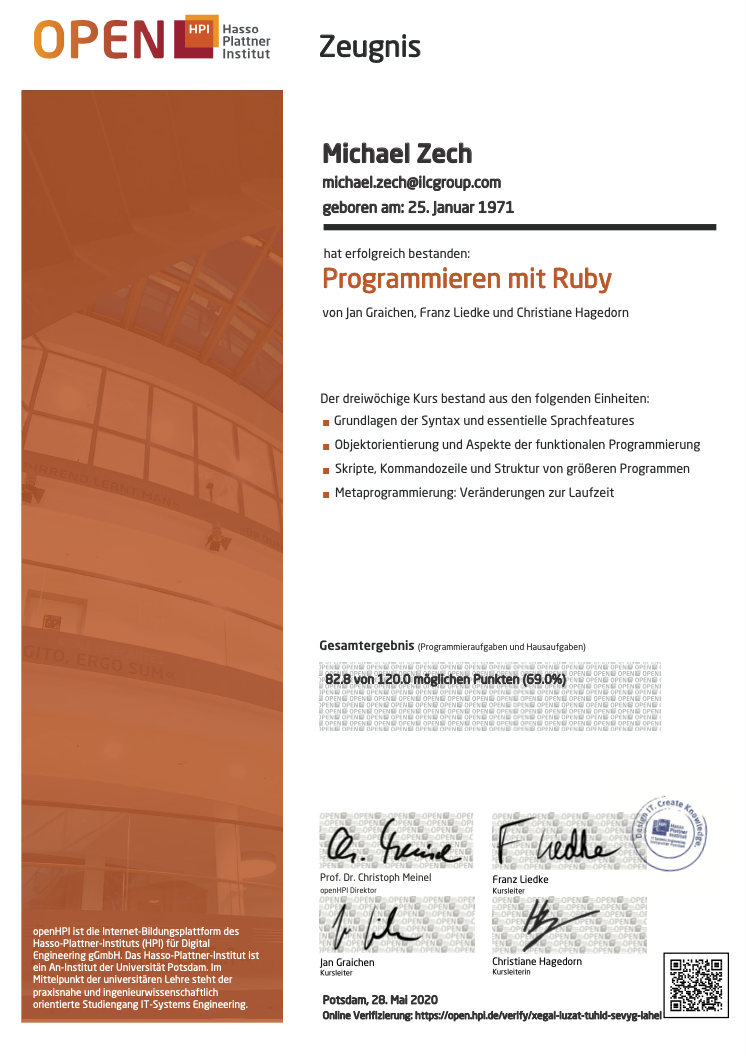 OPEN HPI Hasso
Plattner
Institut
Zeugnis
Michael Zech
michael.zech@ilcgroup.com
geboren am: 25. Januar 1971
hat erfolgreich bestanden:
Programmieren mit Ruby
von Jan Graichen, Franz Liedke und Christiane Hagedorn
Der dreiwöchige Kurs bestand aus den folgenden Einheiten:
Grundlagen der Syntax und essentielle Sprachfeatures
Objektorientierung und Aspekte der funktionalen Programmierung
Skripte, Kommandozeile und Struktur von größeren Programmen
Metaprogrammierung: Veränderungen zur Laufzeit
Gesamtergebnis (Programmieraufgaben und Hausaufgaben)
82.8 von 120.0 möglichen Punkten (69.0%)
Design IT. Create Knowledge.
HPI Hasso
Plattner
Institut
Prof. Dr. Christoph Meinel
openHPI Direktor
Franz Liedke
Kursleiter
Jan Graichen
Kursleiter
Christiane Hagedorn
Kursleiterin
Potsdam, 28. Mai 2020
Online Verifizierung: https://open.hpi.de/verify/xegal-luzat-tuhid-sevyg-lahel
GITO, ERGO SUM
openHPI ist die Internet-Bildungsplattform des
Hasso-Plattner-Instituts (HPI) für Digital
Engineering gGmbH. Das Hasso-Plattner-Institut ist
ein An-Institut der Universität Potsdam. Im
Mittelpunkt der universitären Lehre steht der
praxisnahe und ingenieurwissenschaftlich
orientierte Studiengang IT-Systems Engineering.